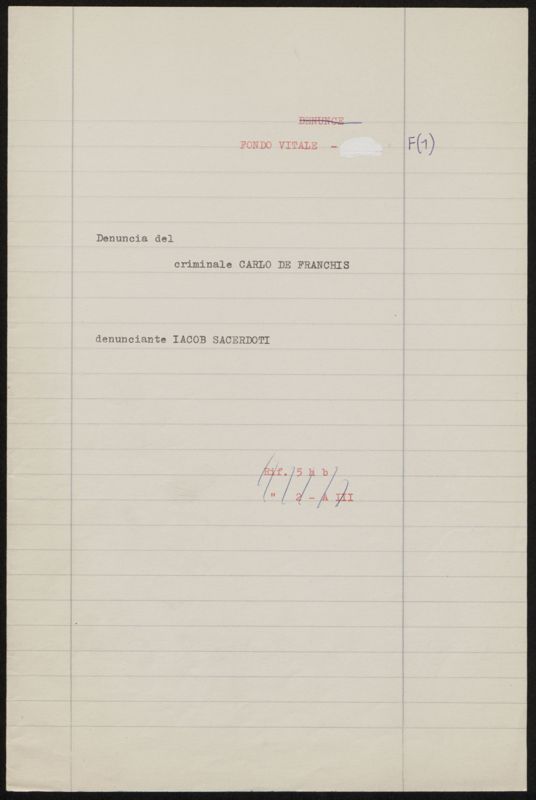 DENUNCE
FONDO VITALE - F(1)
Denuncia del
criminale CARLO DE FRANCHIS
denunciante IACOB SACERDOTI
Rif. 5 H b
" 2 - A III